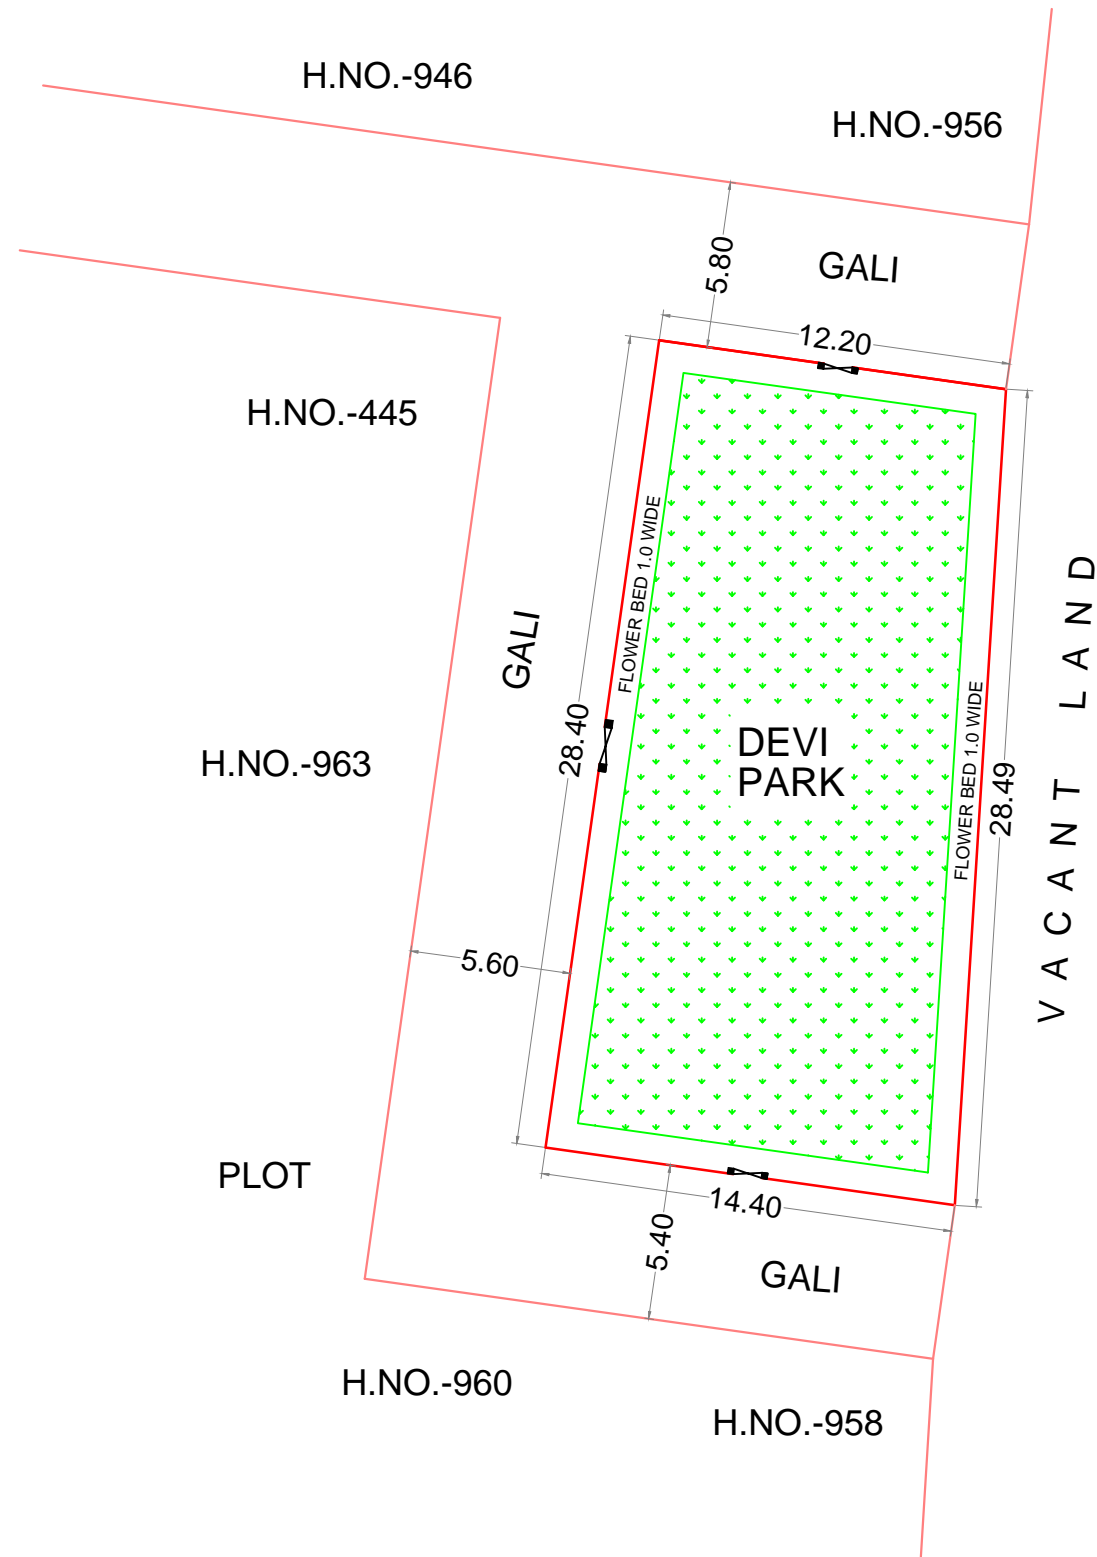 H.NO.-946
H.NO.-956
5.80
GALI
12.20
H.NO.-445
FLOWER BED 1.0 WIDE
GALI
28.40
DEVI
PARK
H.NO.-963
FLOWER BED 1.0 WIDE
28.49
VACANT LAND
5.60
PLOT
14.40
5.40
GALI
H.NO.-960
H.NO.-958